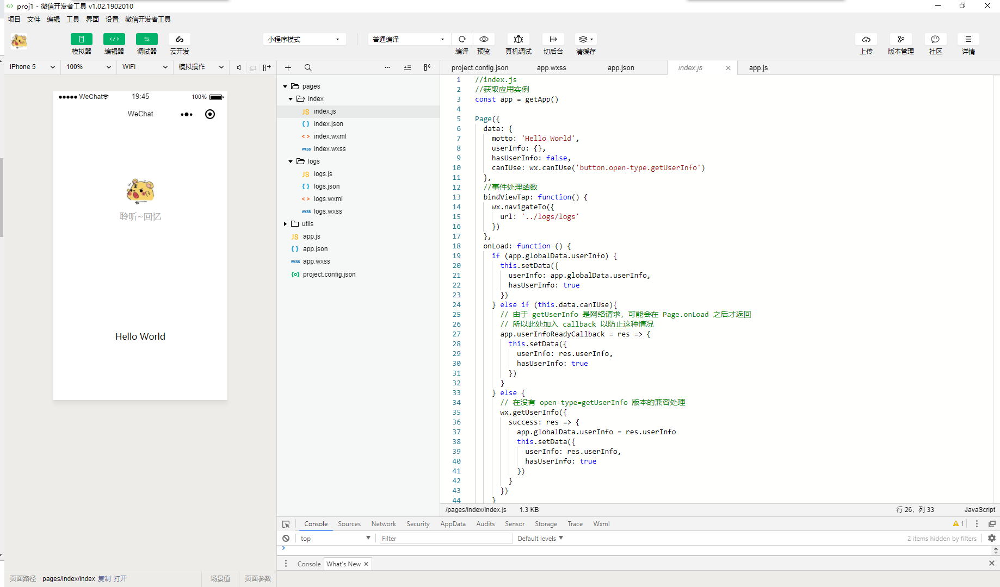 proj1 - 微信开发者工具 v1.02.1902010
项目 文件 编辑 工具 界面 设置 微信开发者工具
模拟器 编辑器 调试器 云开发
小程序模式
普通编译
编译 预览 真机调试 切后台 清缓存
上传 版本管理 社区 详情
iPhone 5 100% WiFi 模拟操作
WeChat 19:45 100%
WeChat
聆听~回忆
Hello World
页面路径 pages/index/index 复制 打开 场景值 页面参数
pages
index
JS index.js
{ } index.json
< > index.wxml
wxss index.wxss
logs
JS logs.js
{ } logs.json
< > logs.wxml
wxss logs.wxss
utils
JS app.js
{ } app.json
wxss app.wxss
project.config.json
project.config.json app.wxss app.json index.js app.js
1 //index.js
2 //获取应用实例
3 const app = getApp()
4
5 Page({
6 data: {
7 motto: 'Hello World',
8 userInfo: {},
9 hasUserInfo: false,
10 canIUse: wx.canIUse('button.open-type.getUserInfo')
11 },
12 //事件处理函数
13 bindViewTap: function() {
14 wx.navigateTo({
15 url: '../logs/logs'
16 })
17 },
18 onLoad: function () {
19 if (app.globalData.userInfo) {
20 this.setData({
21 userInfo: app.globalData.userInfo,
22 hasUserInfo: true
23 })
24 } else if (this.data.canIUse){
25 // 由于 getUserInfo 是网络请求，可能会在 Page.onLoad 之后才返回
26 // 所以此处加入 callback 以防止这种情况
27 app.userInfoReadyCallback = res => {
28 this.setData({
29 userInfo: res.userInfo,
30 hasUserInfo: true
31 })
32 }
33 } else {
34 // 在没有 open-type=getUserInfo 版本的兼容处理
35 wx.getUserInfo({
36 success: res => {
37 app.globalData.userInfo = res.userInfo
38 this.setData({
39 userInfo: res.userInfo,
40 hasUserInfo: true
41 })
42 }
43 })
44 }
/pages/index/index.js 1.3 KB 行 26，列 33 JavaScript
Console Sources Network Security AppData Audits Sensor Storage Trace Wxml 1
top Filter Default levels 2 items hidden by filters
Console What's New